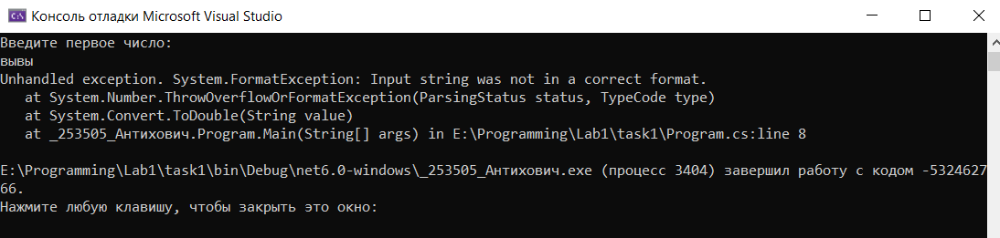 Консоль отладки Microsoft Visual Studio
Введите первое число:
вывы
Unhandled exception. System.FormatException: Input string was not in a correct format.
   at System.Number.ThrowOverflowOrFormatException(ParsingStatus status, TypeCode type)
   at System.Convert.ToDouble(String value)
   at _253505_Антихович.Program.Main(String[] args) in E:\Programming\Lab1\task1\Program.cs:line 8
E:\Programming\Lab1\task1\bin\Debug\net6.0-windows\_253505_Антихович.exe (процесс 3404) завершил работу с кодом -5324627
66.
Нажмите любую клавишу, чтобы закрыть это окно: